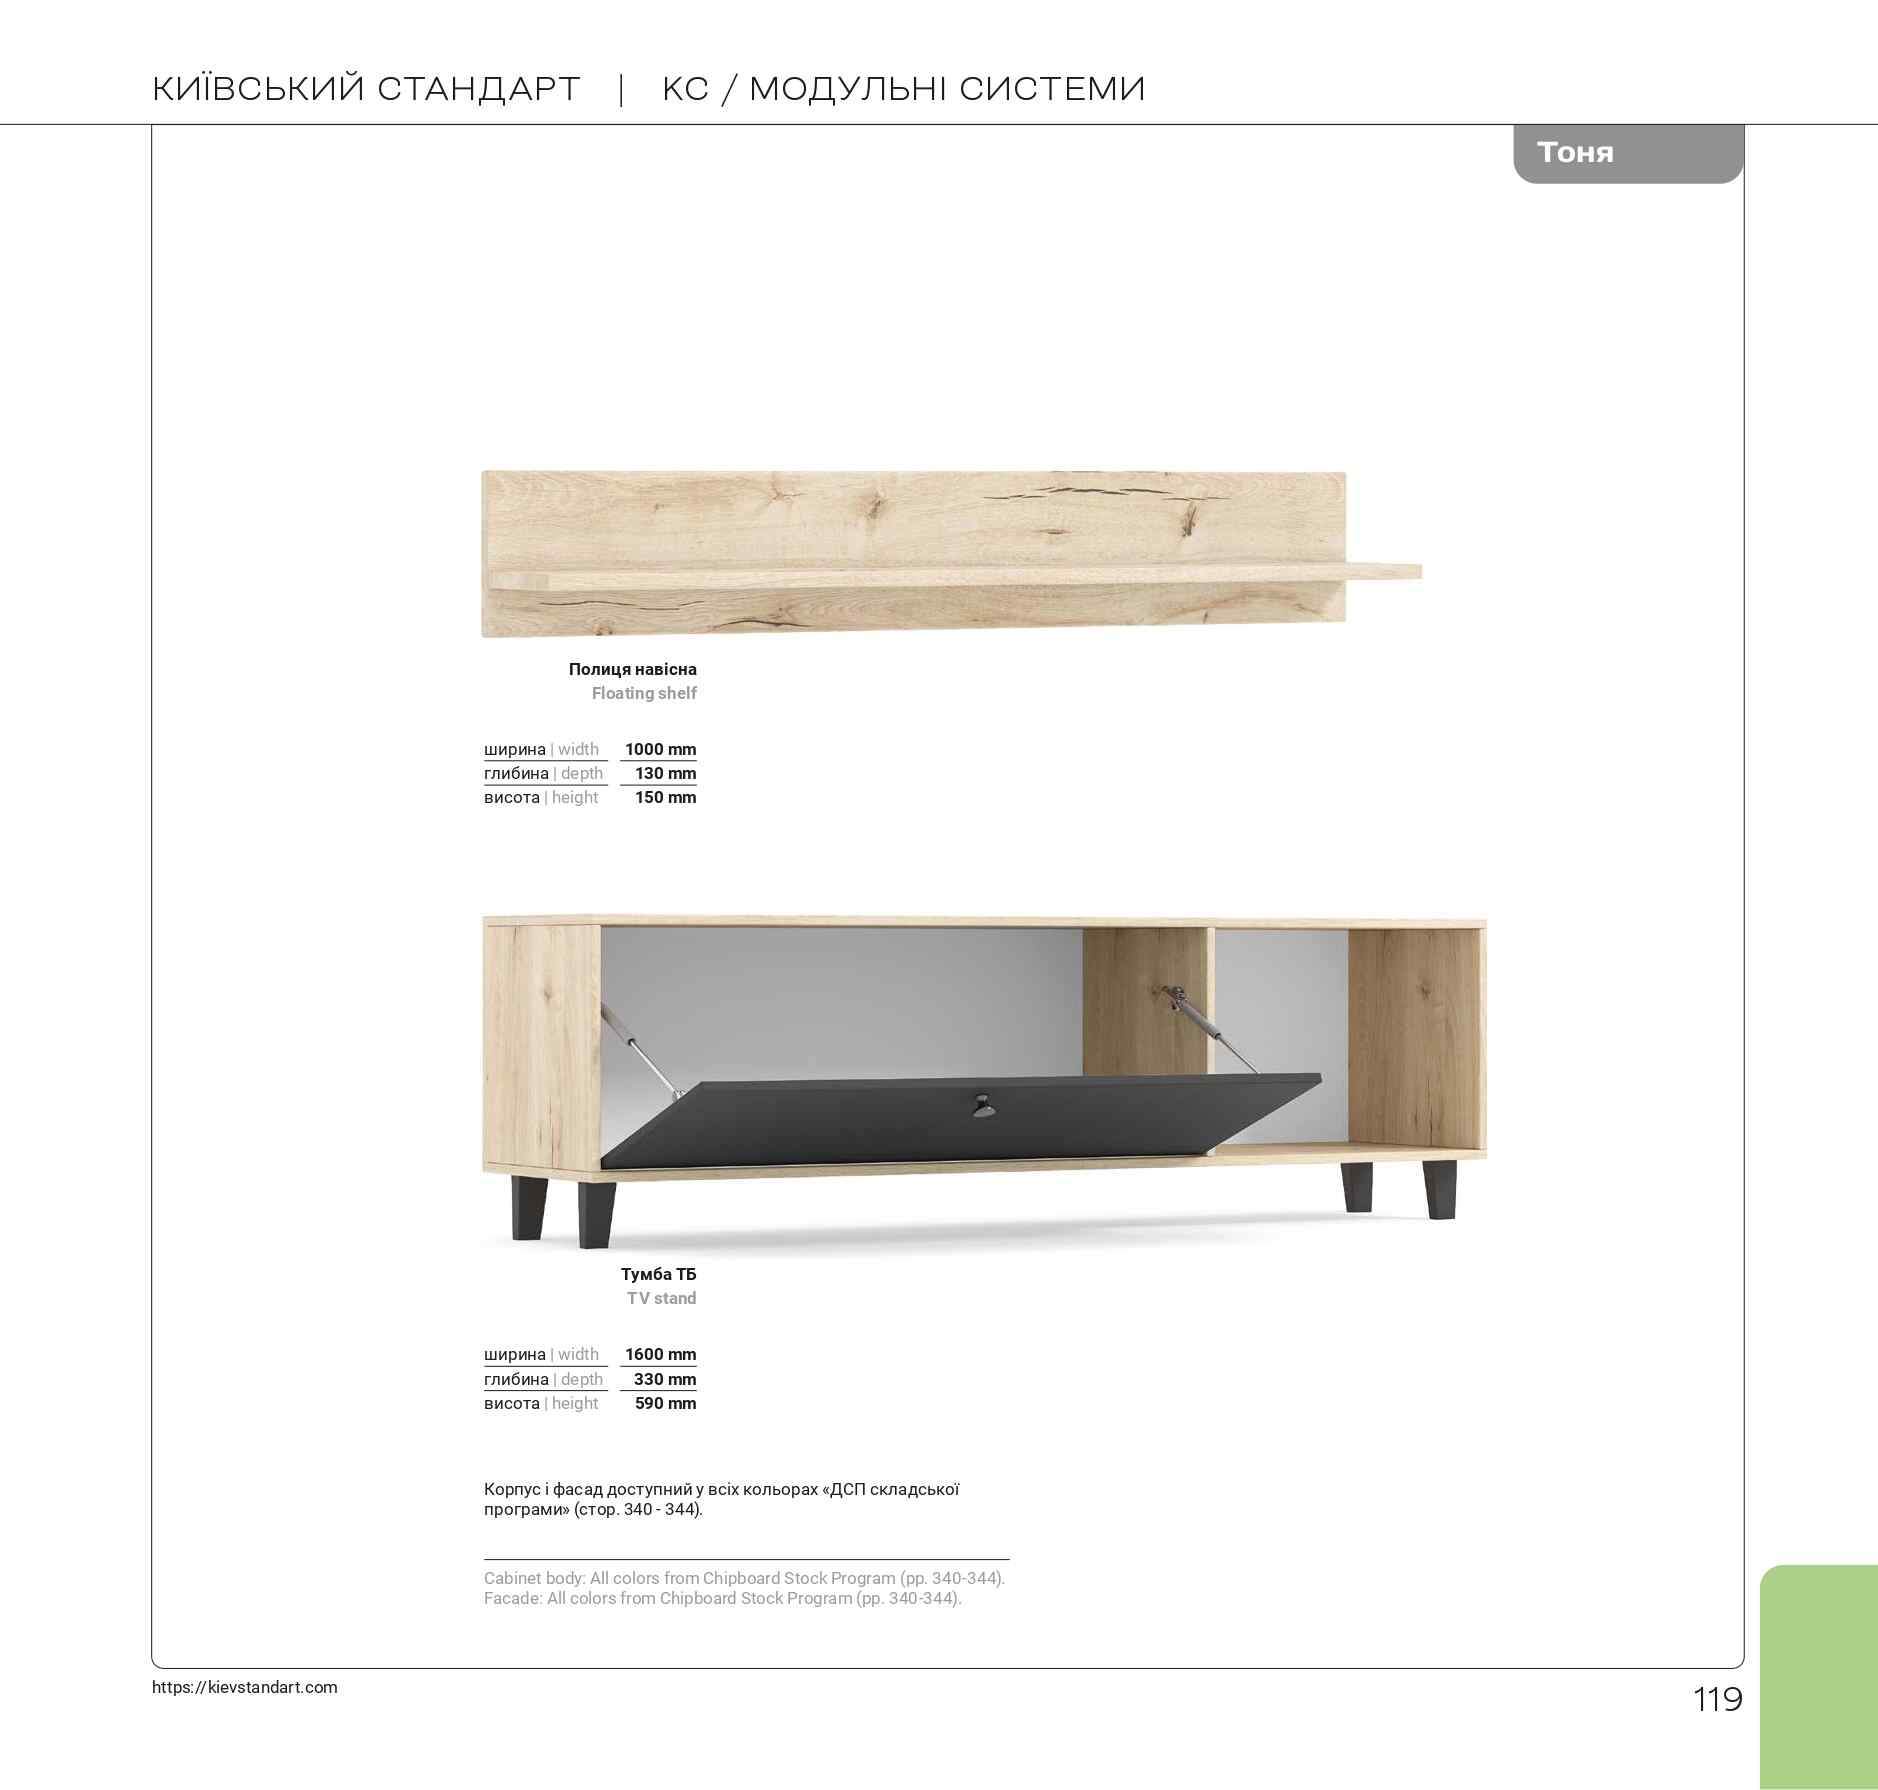 КИЇВСЬКИЙ СТАНДАРТ | КС / МОДУЛЬНІ СИСТЕМИ
Тоня
Полиця навісна
Floating shelf
ширина | width 1000 mm
глибина | depth 130 mm
висота | height 150 mm
Тумба ТБ
TV stand
ширина | width 1600 mm
глибина | depth 330 mm
висота | height 590 mm
Корпус і фасад доступний у всіх кольорах «ДСП складської
програми» (стор. 340 - 344).
Cabinet body: All colors from Chipboard Stock Program (pp. 340-344).
Facade: All colors from Chipboard Stock Program (pp. 340-344).
https://kievstandart.com
119